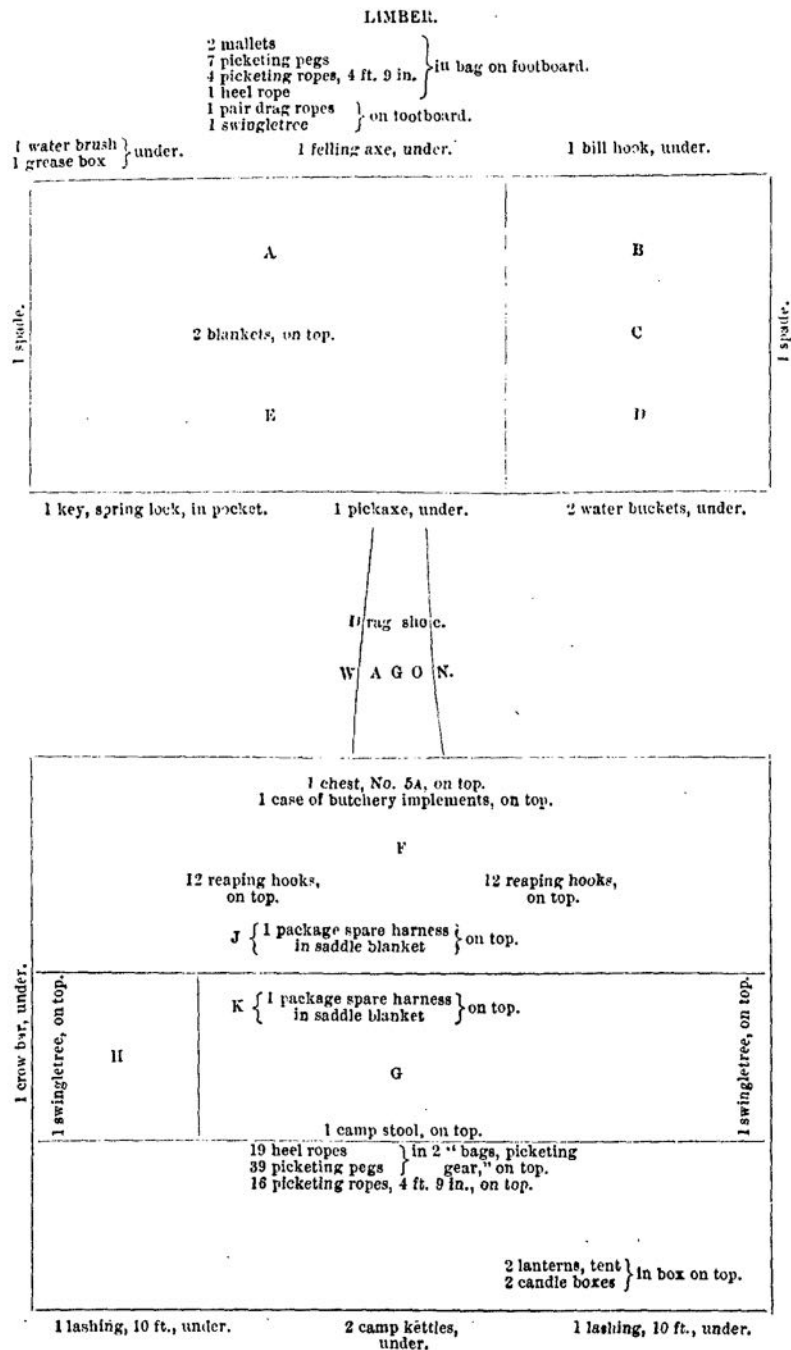 LIMBER.
2 mallets
7 picketing pegs
4 picketing ropes, 4 ft. 9 in.
1 heel rope
in bag on footboard.
1 pair drag ropes
1 swingletree
on footboard.
1 water brush
1 grease box
under.
1 felling axe, under.
1 bill hook, under.
1 spade.
A
B
2 blankets, on top.
C
E
D
1 spade.
1 key, spring lock, in pocket.
1 pickaxe, under.
2 water buckets, under.
Drag shoe.
WAGON.
1 chest, No. 5A, on top.
1 case of butchery implements, on top.
F
12 reaping hooks,
on top.
12 reaping hooks,
on top.
J { 1 package spare harness
in saddle blanket } on top.
1 crow bar, under.
1 swingletree, on top.
H
K { 1 package spare harness
in saddle blanket } on top.
G
1 camp stool, on top.
1 swingletree, on top.
19 heel ropes
39 picketing pegs
in 2 "bags, picketing
gear," on top.
16 picketing ropes, 4 ft. 9 in., on top.
2 lanterns, tent
2 candle boxes
in box on top.
1 lashing, 10 ft., under.
2 camp kettles,
under.
1 lashing, 10 ft., under.